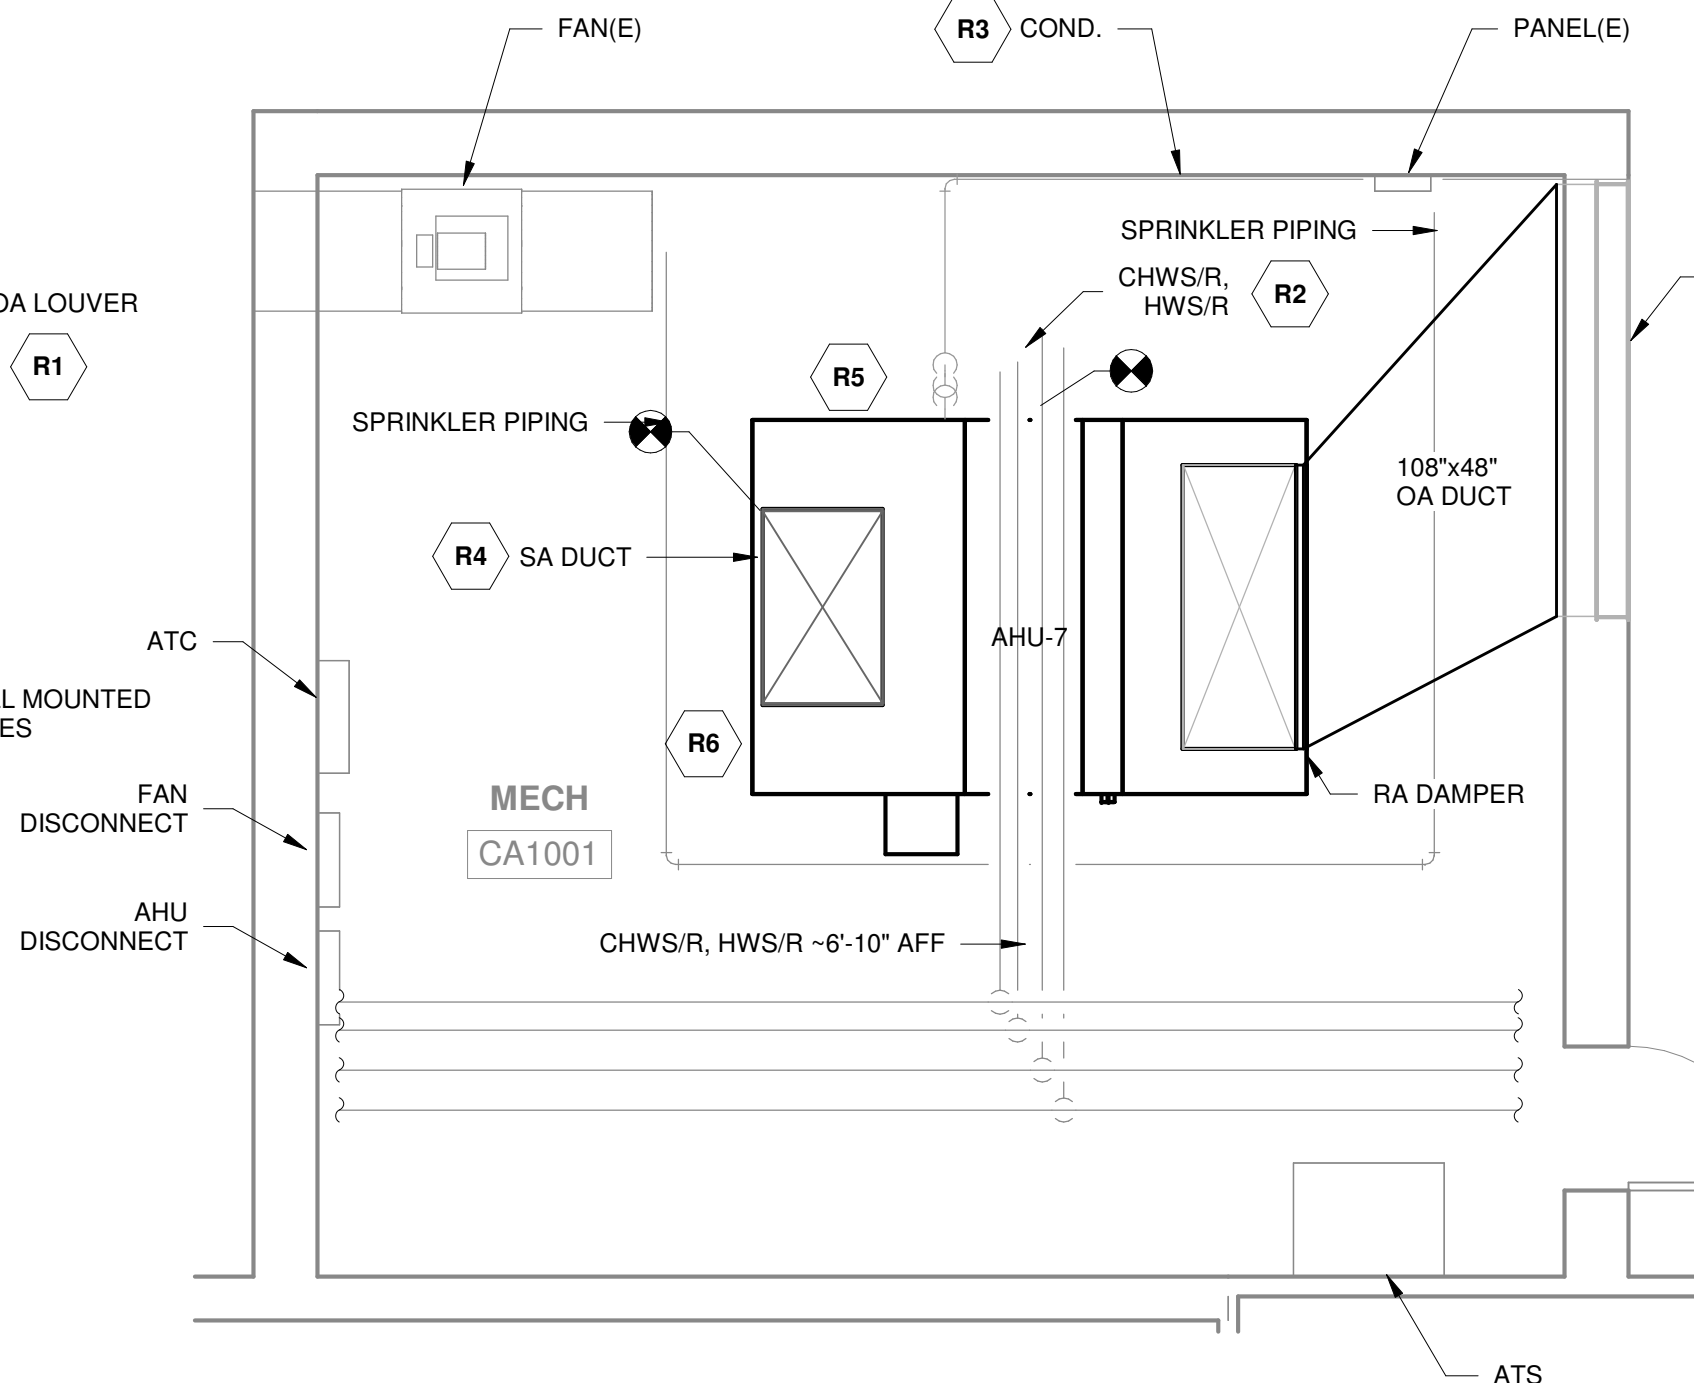 FAN(E)
R3 COND.
PANEL(E)
SPRINKLER PIPING
CHWS/R,
HWS/R
R2
OA LOUVER
R1
R5
SPRINKLER PIPING
108"x48"
OA DUCT
R4 SA DUCT
ATC
AHU-7
MOUNTED
R6
FAN
DISCONNECT
MECH
CA1001
RA DAMPER
AHU
DISCONNECT
CHWS/R, HWS/R ~6'-10" AFF
ATS